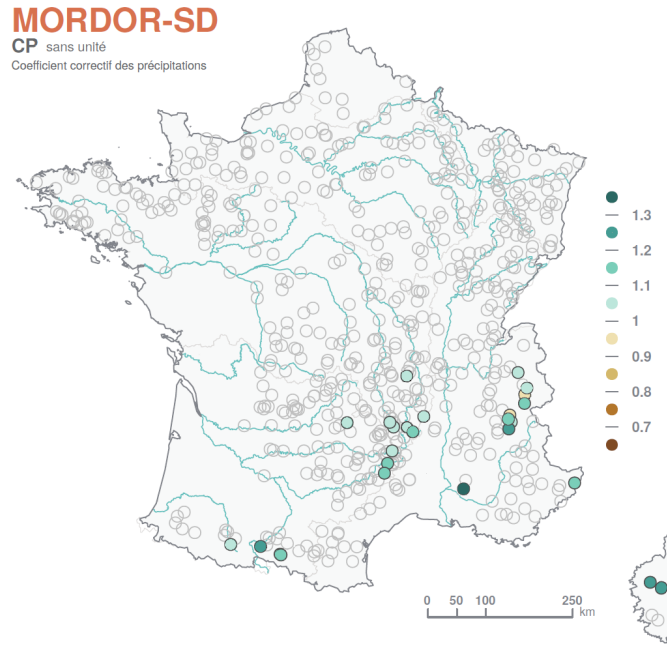 MORDOR-SD
CP sans unité
Coefficient correctif des précipitations
1.3
1.2
1.1
1
0.9
0.8
0.7
0 50 100 250
km